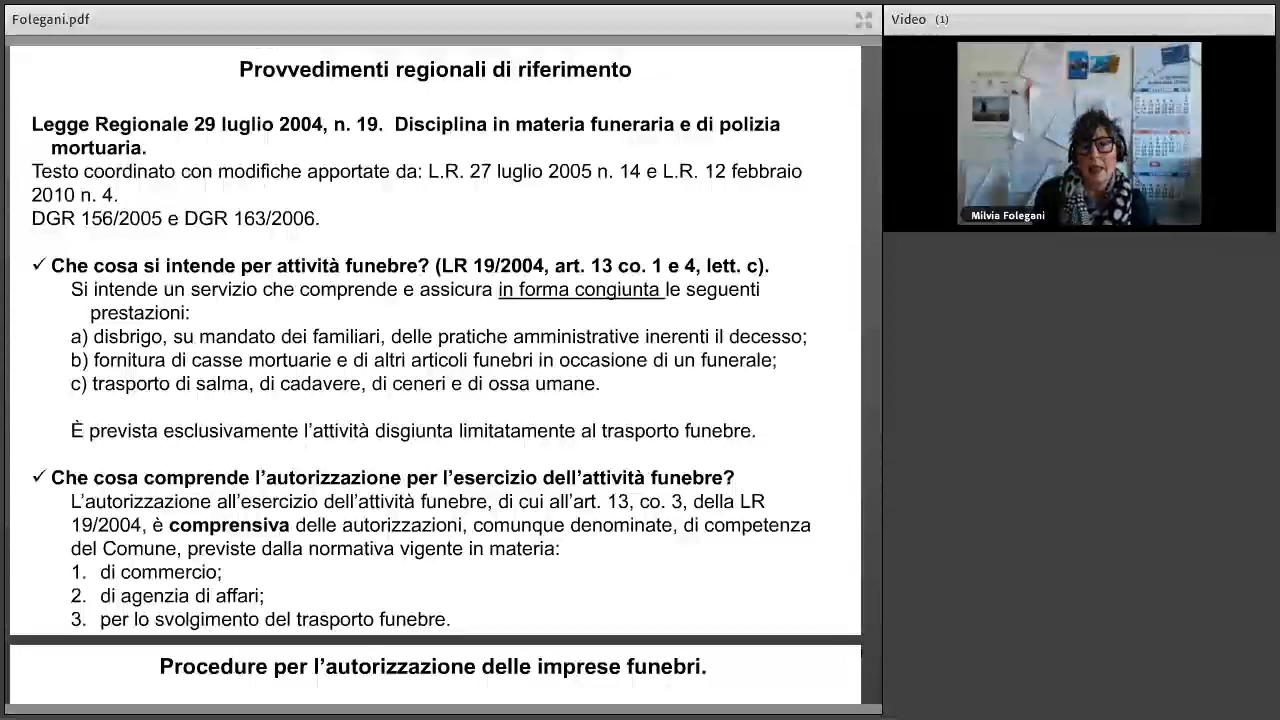 Folegani.pdf
Video (1)
Provvedimenti regionali di riferimento
Legge Regionale 29 luglio 2004, n. 19. Disciplina in materia funeraria e di polizia
mortuaria.
Testo coordinato con modifiche apportate da: L.R. 27 luglio 2005 n. 14 e L.R. 12 febbraio
2010 n. 4.
DGR 156/2005 e DGR 163/2006.
✓ Che cosa si intende per attività funebre? (LR 19/2004, art. 13 co. 1 e 4, lett. c).
Si intende un servizio che comprende e assicura in forma congiunta le seguenti
prestazioni:
a) disbrigo, su mandato dei familiari, delle pratiche amministrative inerenti il decesso;
b) fornitura di casse mortuarie e di altri articoli funebri in occasione di un funerale;
c) trasporto di salma, di cadavere, di ceneri e di ossa umane.
È prevista esclusivamente l’attività disgiunta limitatamente al trasporto funebre.
✓ Che cosa comprende l’autorizzazione per l’esercizio dell’attività funebre?
L’autorizzazione all’esercizio dell’attività funebre, di cui all’art. 13, co. 3, della LR
19/2004, è comprensiva delle autorizzazioni, comunque denominate, di competenza
del Comune, previste dalla normativa vigente in materia:
1. di commercio;
2. di agenzia di affari;
3. per lo svolgimento del trasporto funebre.
Procedure per l’autorizzazione delle imprese funebri.
Milvia Folegani